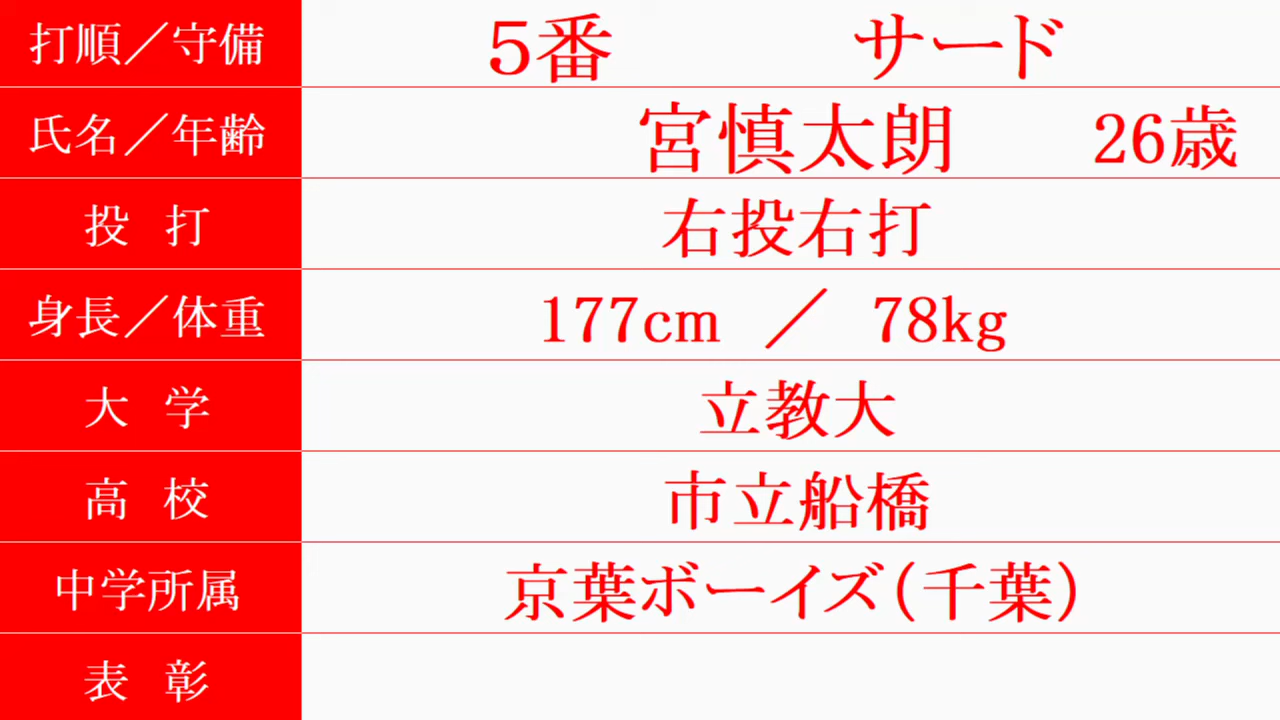 打順／守備 5番 サード
氏名／年齢 宮慎太朗 26歳
投 打 右投右打
身長／体重 177cm ／ 78kg
大 学 立教大
高 校 市立船橋
中学所属 京葉ボーイズ(千葉)
表 彰